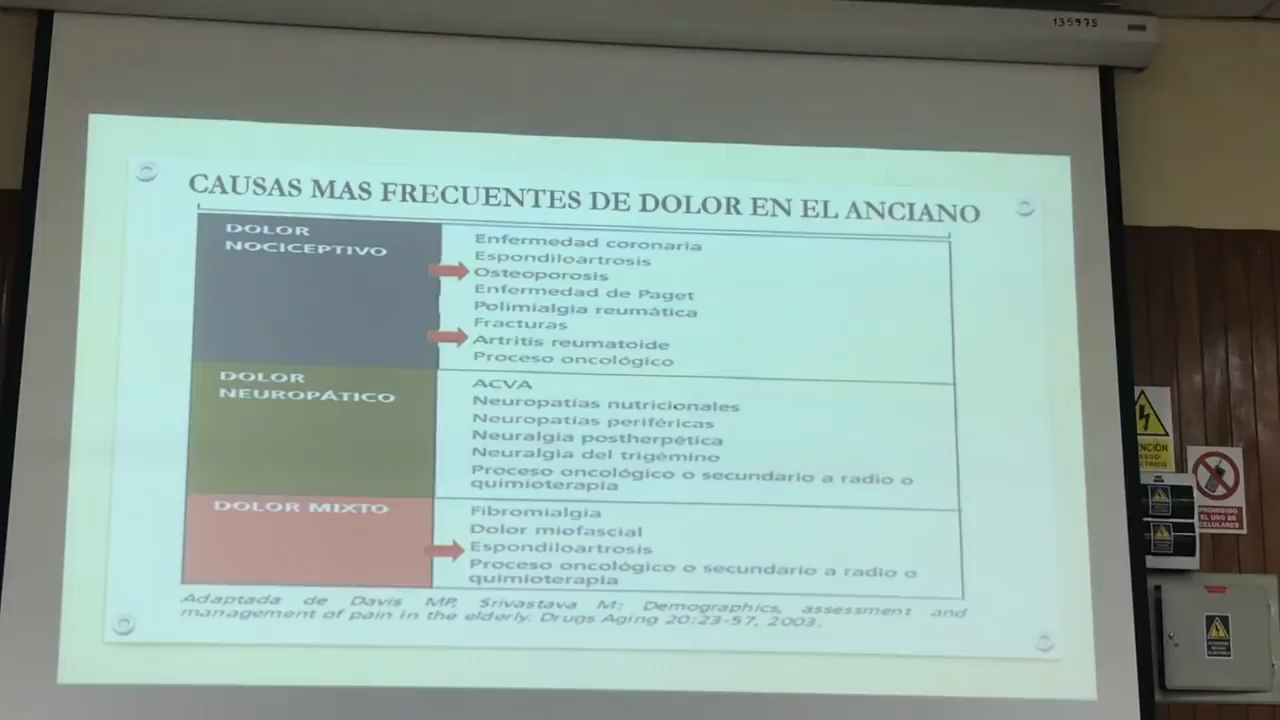 135975
CAUSAS MAS FRECUENTES DE DOLOR EN EL ANCIANO
DOLOR
NOCICEPTIVO
Enfermedad coronaria
Espondiloartrosis
Osteoporosis
Enfermedad de Paget
Polimialgia reumática
Fracturas
Artritis reumatoide
Proceso oncológico
DOLOR
NEUROPÁTICO
ACVA
Neuropatías nutricionales
Neuropatías periféricas
Neuralgia postherpética
Neuralgia del trigémino
Proceso oncológico o secundario a radio o
quimioterapia
DOLOR MIXTO
Fibromialgia
Dolor miofascial
Espondiloartrosis
Proceso oncológico o secundario a radio o
quimioterapia
Adaptada de Davis MP, Srivastava M: Demographics, assessment and
management of pain in the elderly. Drugs Aging 20:23-57, 2003.
PROHIBIDO
EL USO DE
CELULARES